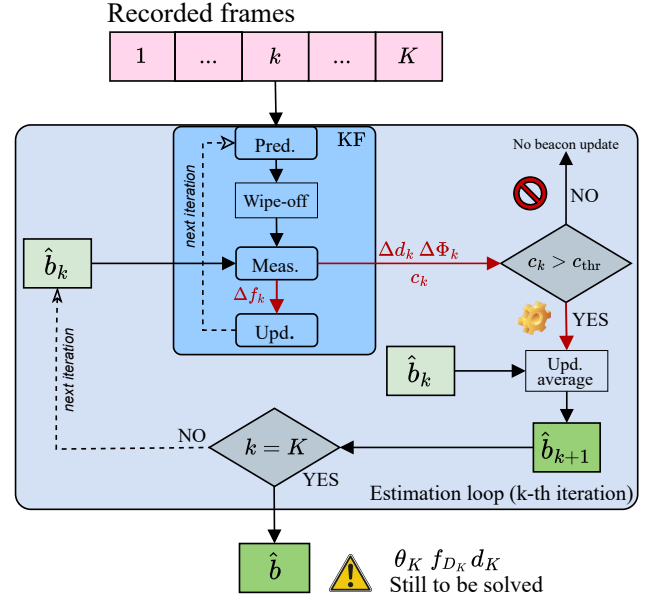 Recorded frames
1 ... k ... K
KF
Pred.
No beacon update
next iteration
Wipe-off
NO
b̂_k
Meas.
Δd_k ΔΦ_k
c_k
c_k > c_thr
Δf_k
Upd.
YES
next iteration
b̂_k
Upd.
average
NO
k = K
b̂_{k+1}
YES
Estimation loop (k-th iteration)
b̂
θ_K f_{D_K} d_K
Still to be solved